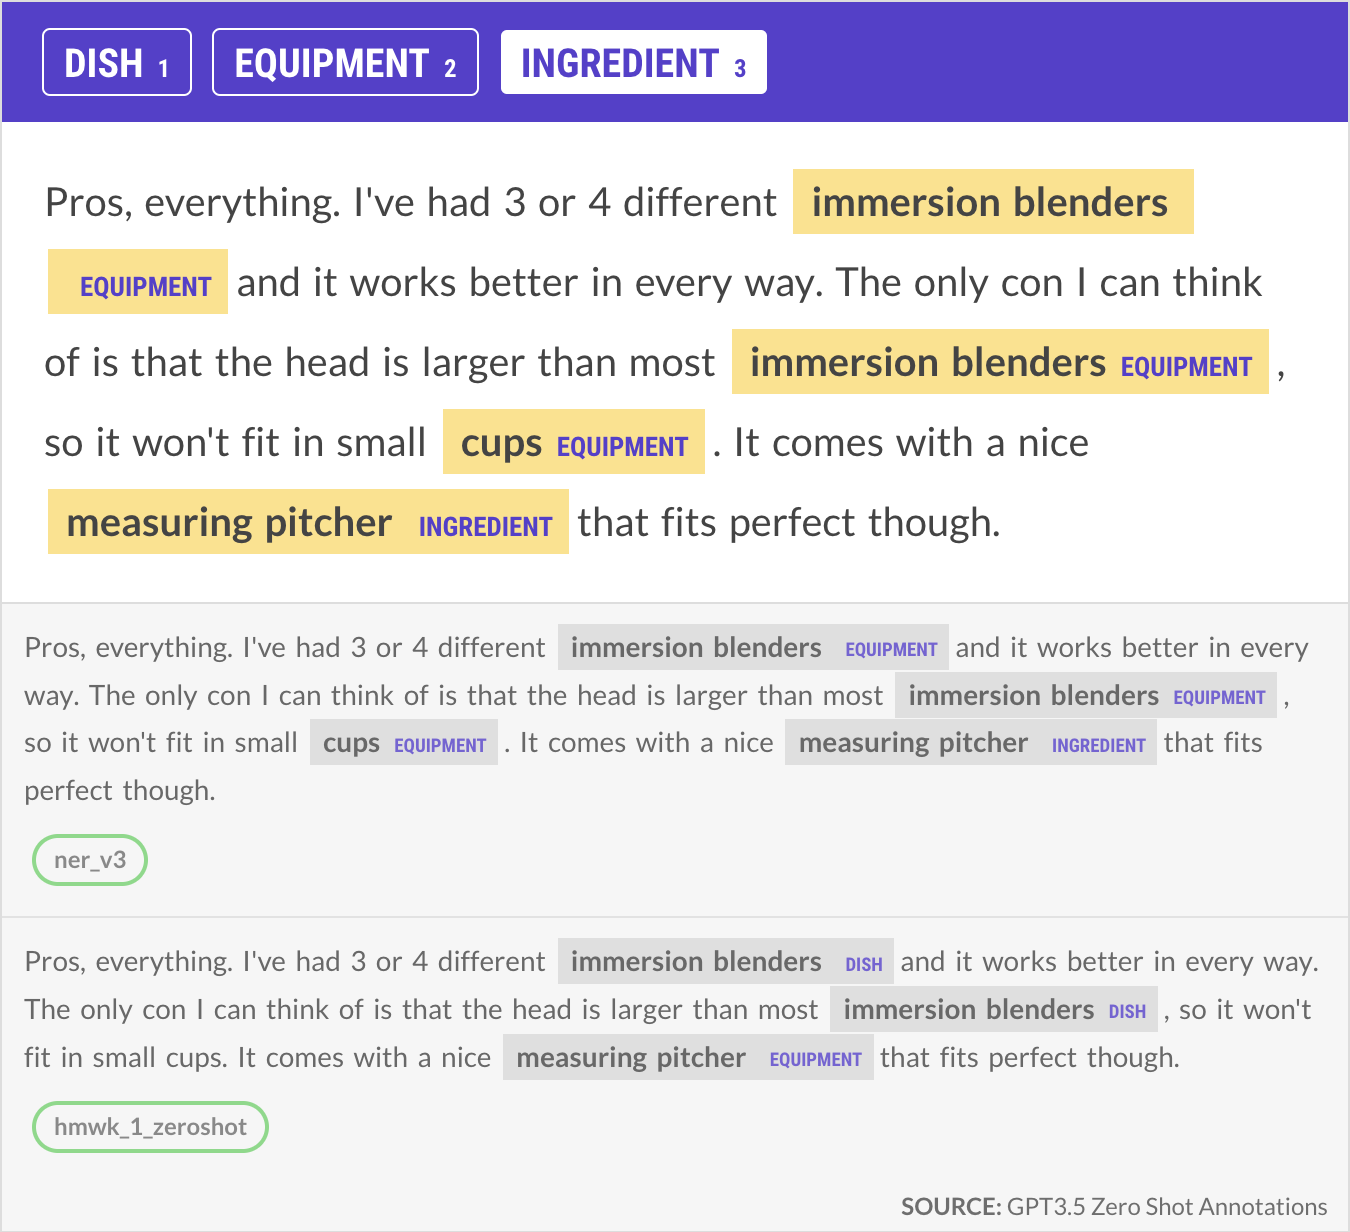 DISH 1 EQUIPMENT 2 INGREDIENT 3
Pros, everything. I've had 3 or 4 different immersion blenders
EQUIPMENT and it works better in every way. The only con I can think
of is that the head is larger than most immersion blenders EQUIPMENT ,
so it won't fit in small cups EQUIPMENT . It comes with a nice
measuring pitcher INGREDIENT that fits perfect though.
Pros, everything. I've had 3 or 4 different immersion blenders EQUIPMENT and it works better in every
way. The only con I can think of is that the head is larger than most immersion blenders EQUIPMENT ,
so it won't fit in small cups EQUIPMENT . It comes with a nice measuring pitcher INGREDIENT that fits
perfect though.
ner_v3
Pros, everything. I've had 3 or 4 different immersion blenders DISH and it works better in every way.
The only con I can think of is that the head is larger than most immersion blenders DISH , so it won't
fit in small cups. It comes with a nice measuring pitcher EQUIPMENT that fits perfect though.
hmwk_1_zeroshot
SOURCE: GPT3.5 Zero Shot Annotations